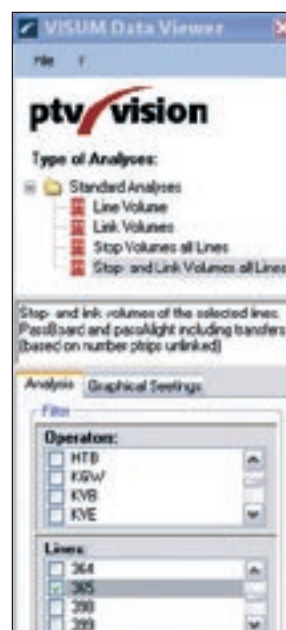 VISUM Data Viewer
File ?
ptv vision
Type of Analyses:
Standard Analyses
Line Volume
Link Volumes
Stop Volumes all Lines
Stop- and Link Volumes all Lines
Stop- and link volumes of the selected lines.
PassBoard and passAlight including transfers
(based on number ptrips unlinked)
Analysis Graphical Seetings
Filter
Operators:
HTB
KGW
KVB
KVE
Lines:
364
365
390
399